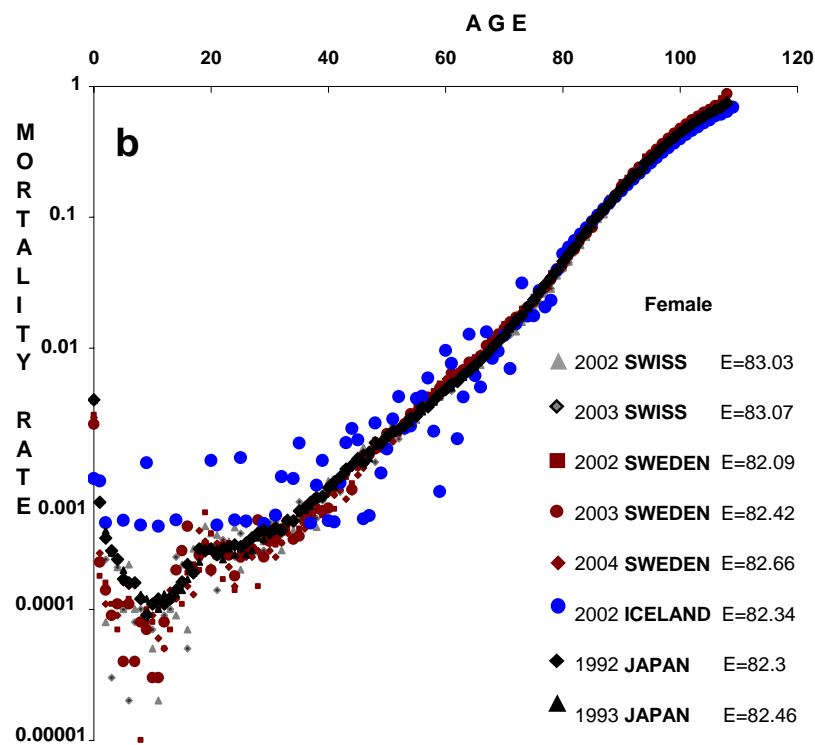 A G E
0 20 40 60 80 100 120
1
b
M O R T A L I T Y R A T E
0.1
0.01
0.001
0.0001
0.00001
Female
2002 SWISS E=83.03
2003 SWISS E=83.07
2002 SWEDEN E=82.09
2003 SWEDEN E=82.42
2004 SWEDEN E=82.66
2002 ICELAND E=82.34
1992 JAPAN E=82.3
1993 JAPAN E=82.46